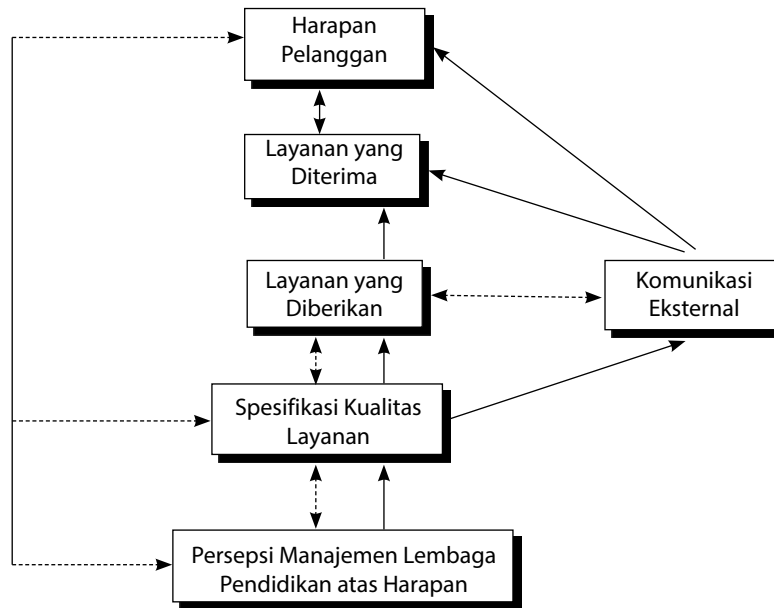 Harapan
Pelanggan
Layanan yang
Diterima
Layanan yang
Diberikan
Komunikasi
Eksternal
Spesifikasi Kualitas
Layanan
Persepsi Manajemen Lembaga
Pendidikan atas Harapan